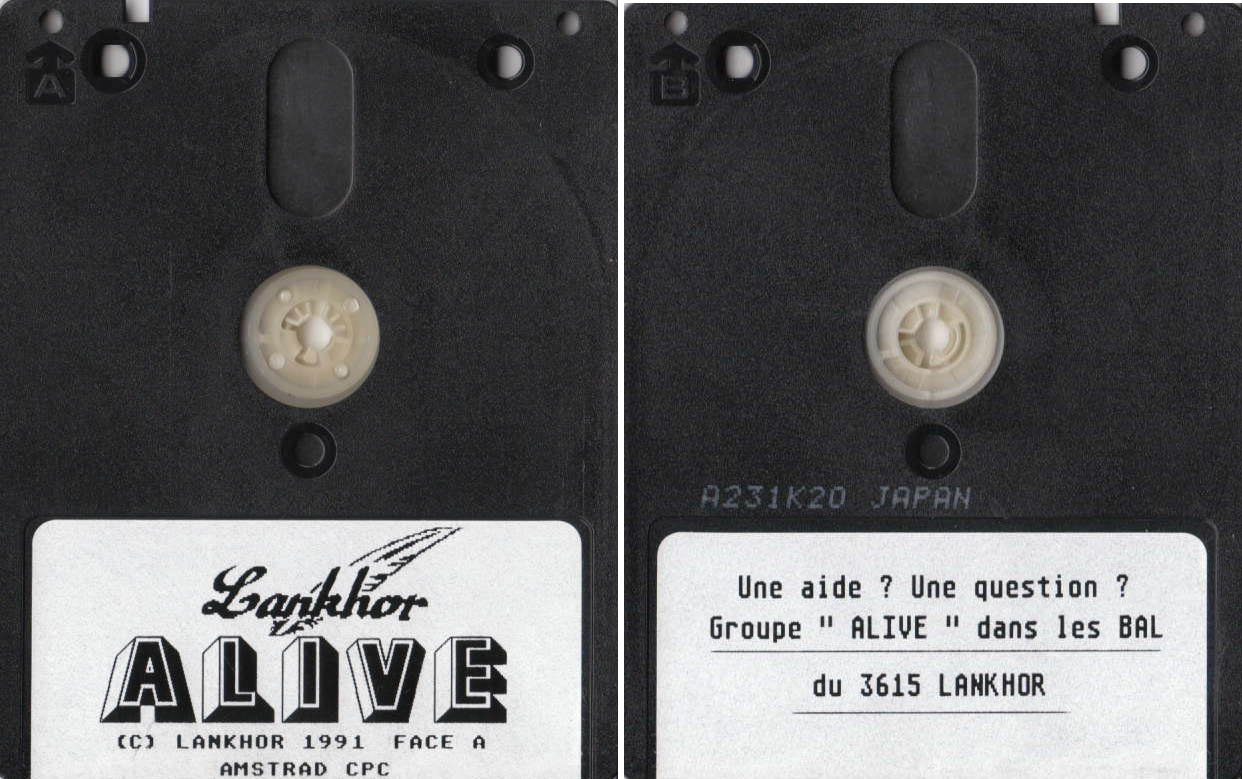 A
Lankhor
ALIVE
(C) LANKHOR 1991 FACE A
AMSTRAD CPC
B
A231K20 JAPAN
Une aide ? Une question ?
Groupe " ALIVE " dans les BAL
du 3615 LANKHOR